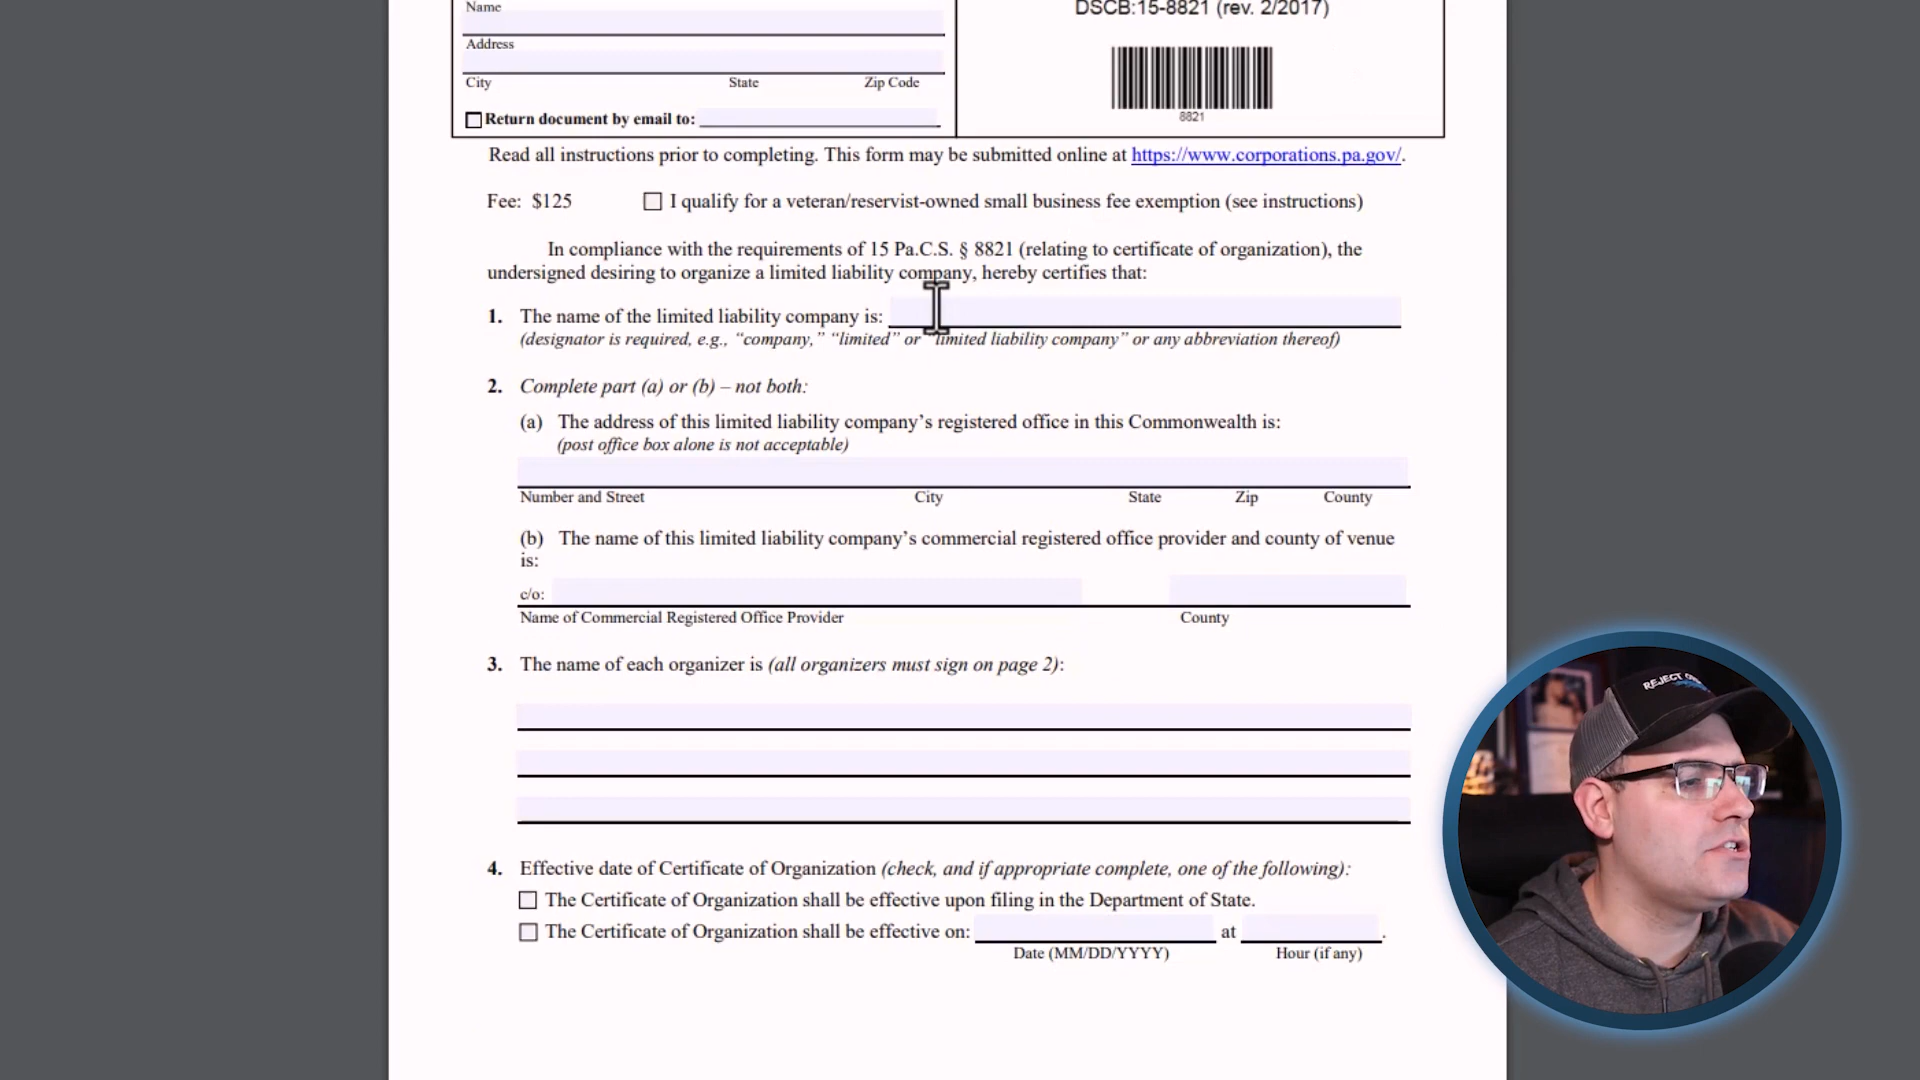 Name
DSCB:15-8821 (rev. 2/2017)
Address
City State Zip Code
Return document by email to:
8821
Read all instructions prior to completing. This form may be submitted online at https://www.corporations.pa.gov/.
Fee: $125 I qualify for a veteran/reservist-owned small business fee exemption (see instructions)
In compliance with the requirements of 15 Pa.C.S. § 8821 (relating to certificate of organization), the
undersigned desiring to organize a limited liability company, hereby certifies that:
1. The name of the limited liability company is:
(designator is required, e.g., “company,” “limited” or “limited liability company” or any abbreviation thereof)
2. Complete part (a) or (b) – not both:
(a) The address of this limited liability company’s registered office in this Commonwealth is:
(post office box alone is not acceptable)
Number and Street City State Zip County
(b) The name of this limited liability company’s commercial registered office provider and county of venue
is:
c/o:
Name of Commercial Registered Office Provider County
3. The name of each organizer is (all organizers must sign on page 2):
4. Effective date of Certificate of Organization (check, and if appropriate complete, one of the following):
The Certificate of Organization shall be effective upon filing in the Department of State.
The Certificate of Organization shall be effective on: at .
Date (MM/DD/YYYY) Hour (if any)
REJECT